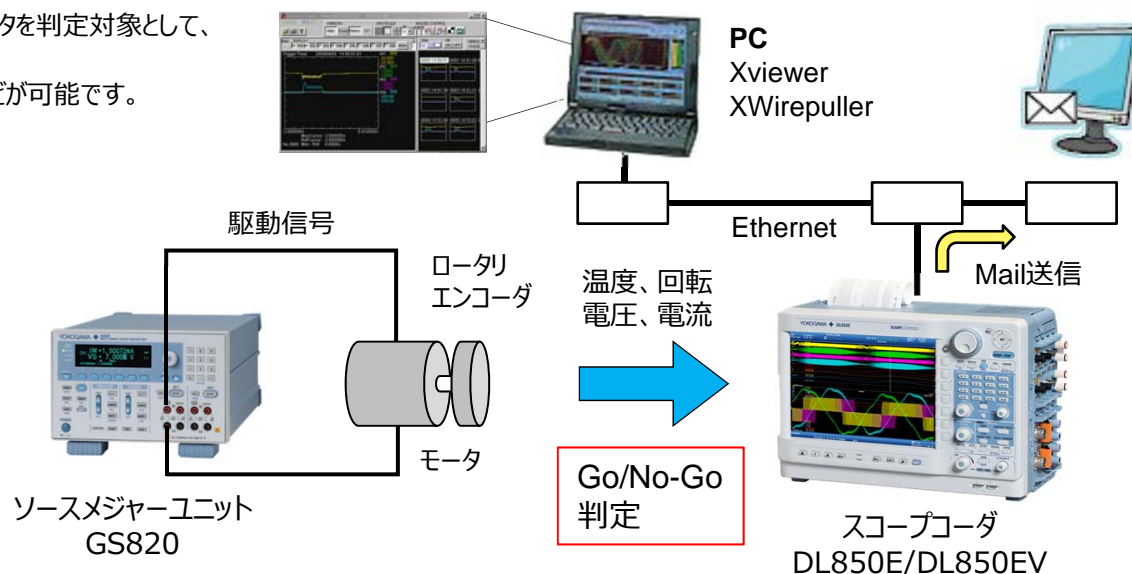 タを判定対象として、
どが可能です。
PC
Xviewer
XWirepuller
Ethernet
Mail送信
駆動信号
ロータリ
エンコーダ
モータ
温度、回転
電圧、電流
Go/No-Go
判定
YOKOGAWA
ソースメジャーユニット
GS820
YOKOGAWA
スコープコーダ
DL850E/DL850EV